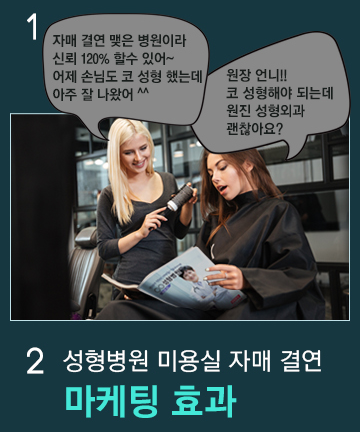 1
자매 결연 맺은 병원이라
신뢰 120% 할수 있어~
어제 손님도 코 성형 했는데
아주 잘 나왔어 ^^
원장 언니!!
코 성형해야 되는데
원진 성형외과
괜찮아요?
2 성형병원 미용실 자매 결연
마케팅 효과